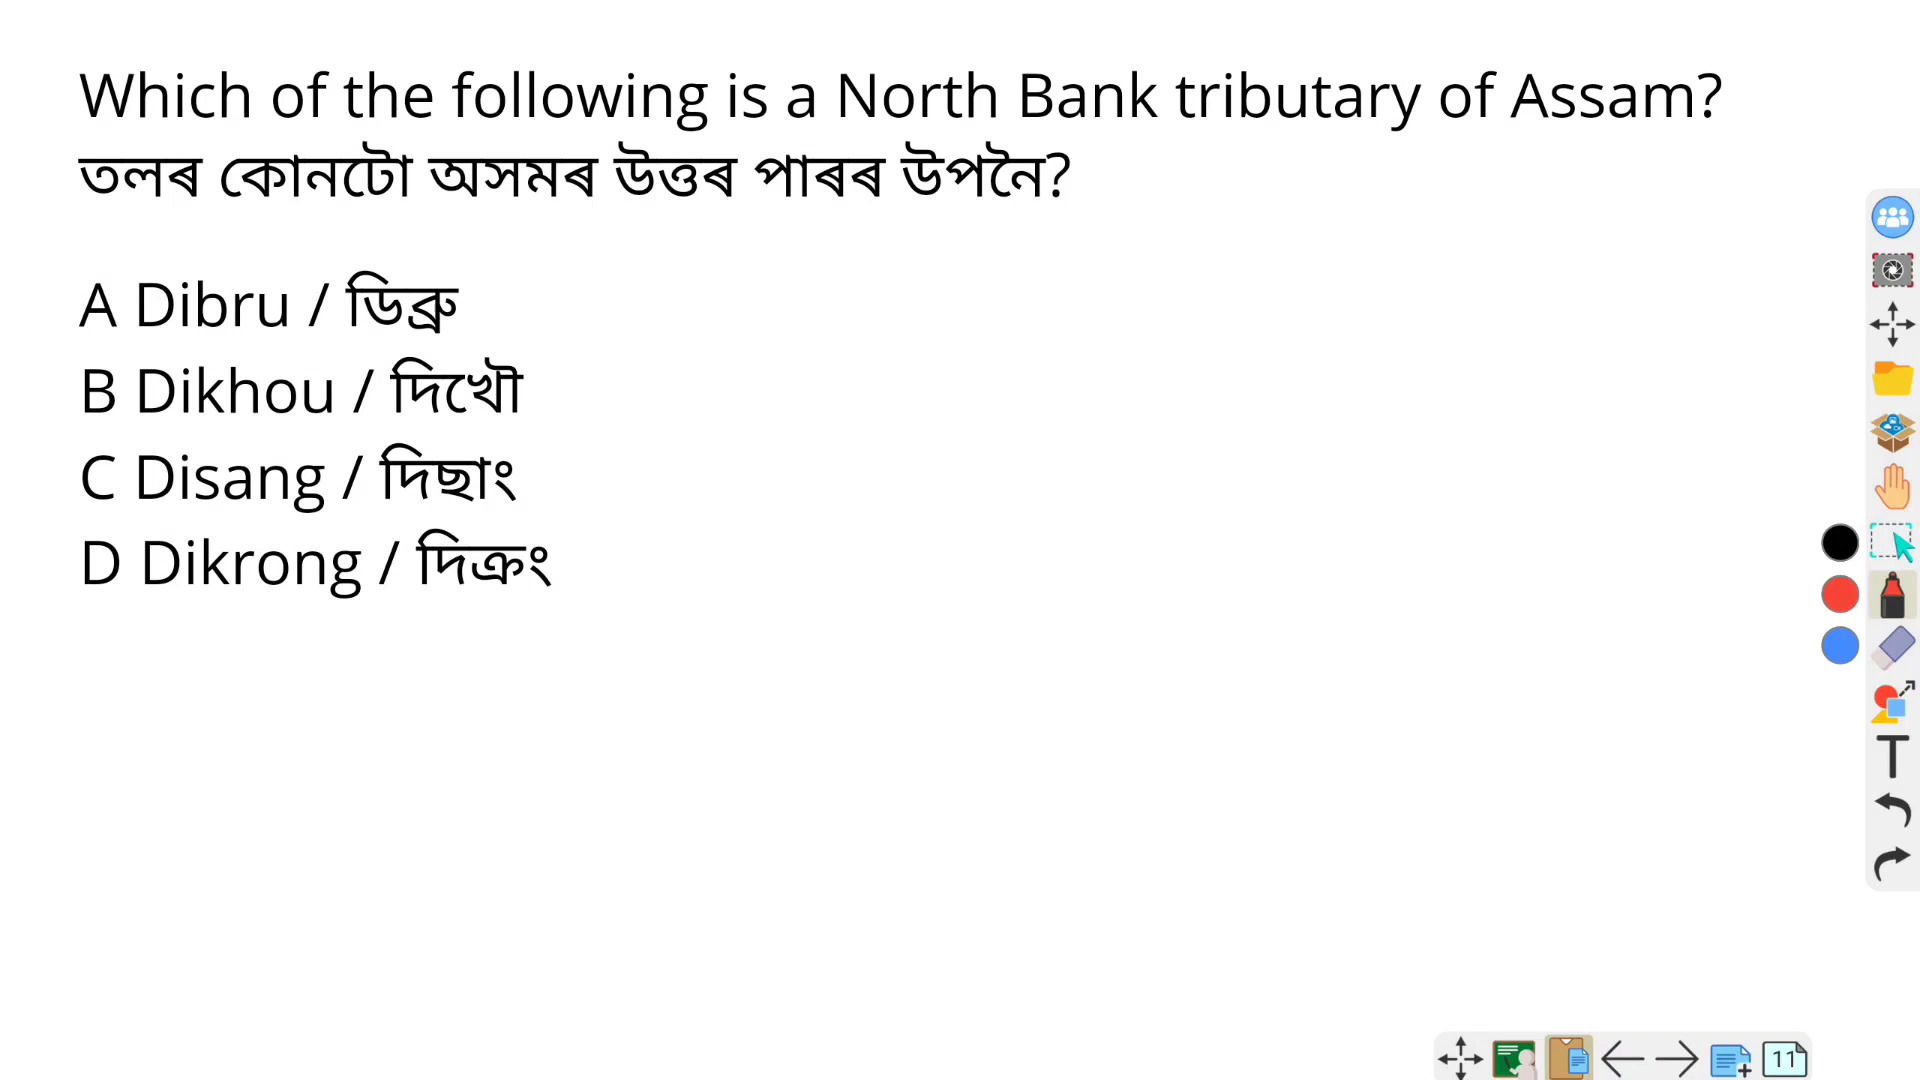 Which of the following is a North Bank tributary of Assam?
তলৰ কোনটো অসমৰ উত্তৰ পাৰৰ উপনৈ?
A Dibru / ডিব্ৰু
B Dikhou / দিখৌ
C Disang / দিছাং
D Dikrong / দিক্ৰং
T
11